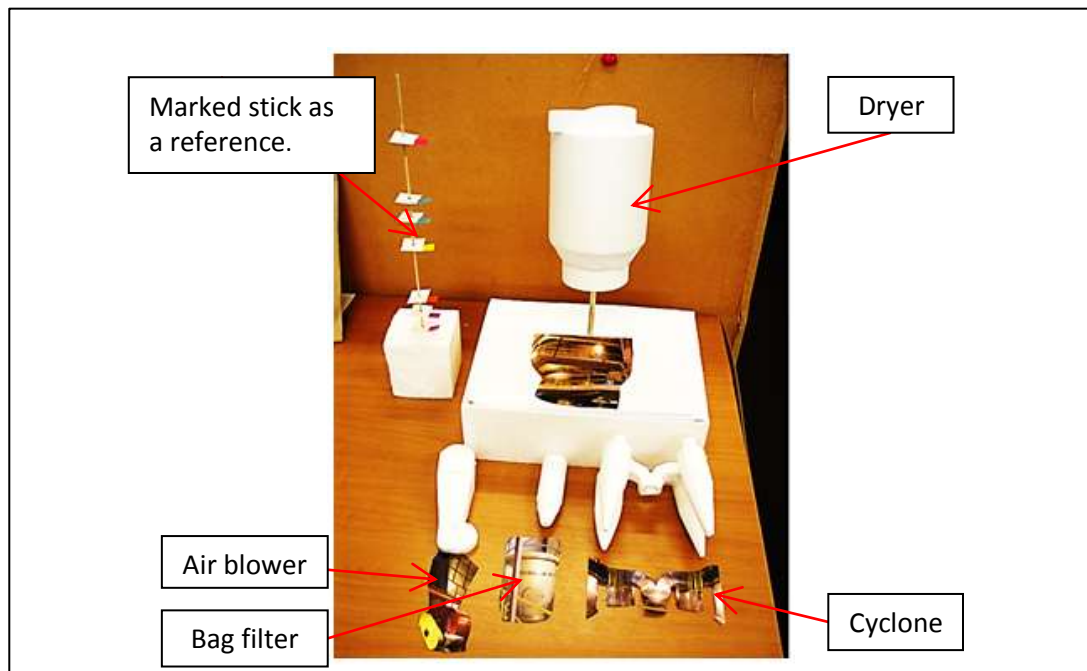 Marked stick as
a reference.
Dryer
Air blower
Bag filter
Cyclone